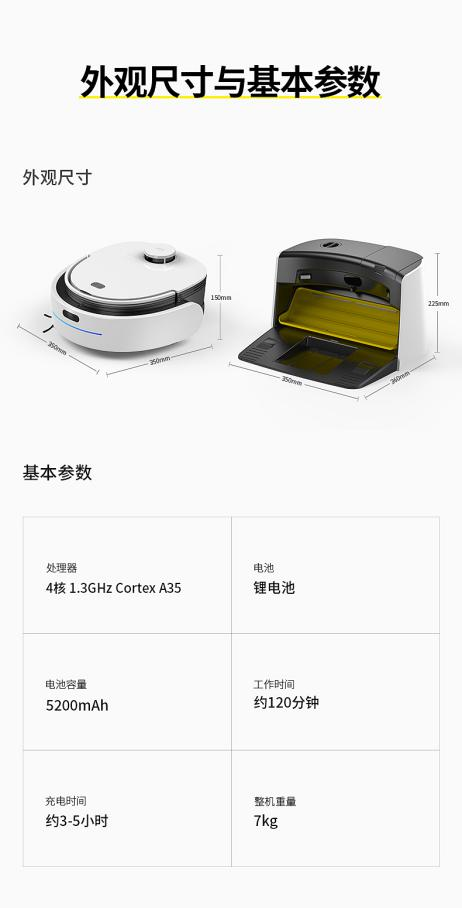 外观尺寸与基本参数
外观尺寸
150mm
225mm
350mm
350mm
350mm
360mm
基本参数
处理器
4核 1.3GHz Cortex A35
电池
锂电池
电池容量
5200mAh
工作时间
约120分钟
充电时间
约3-5小时
整机重量
7kg